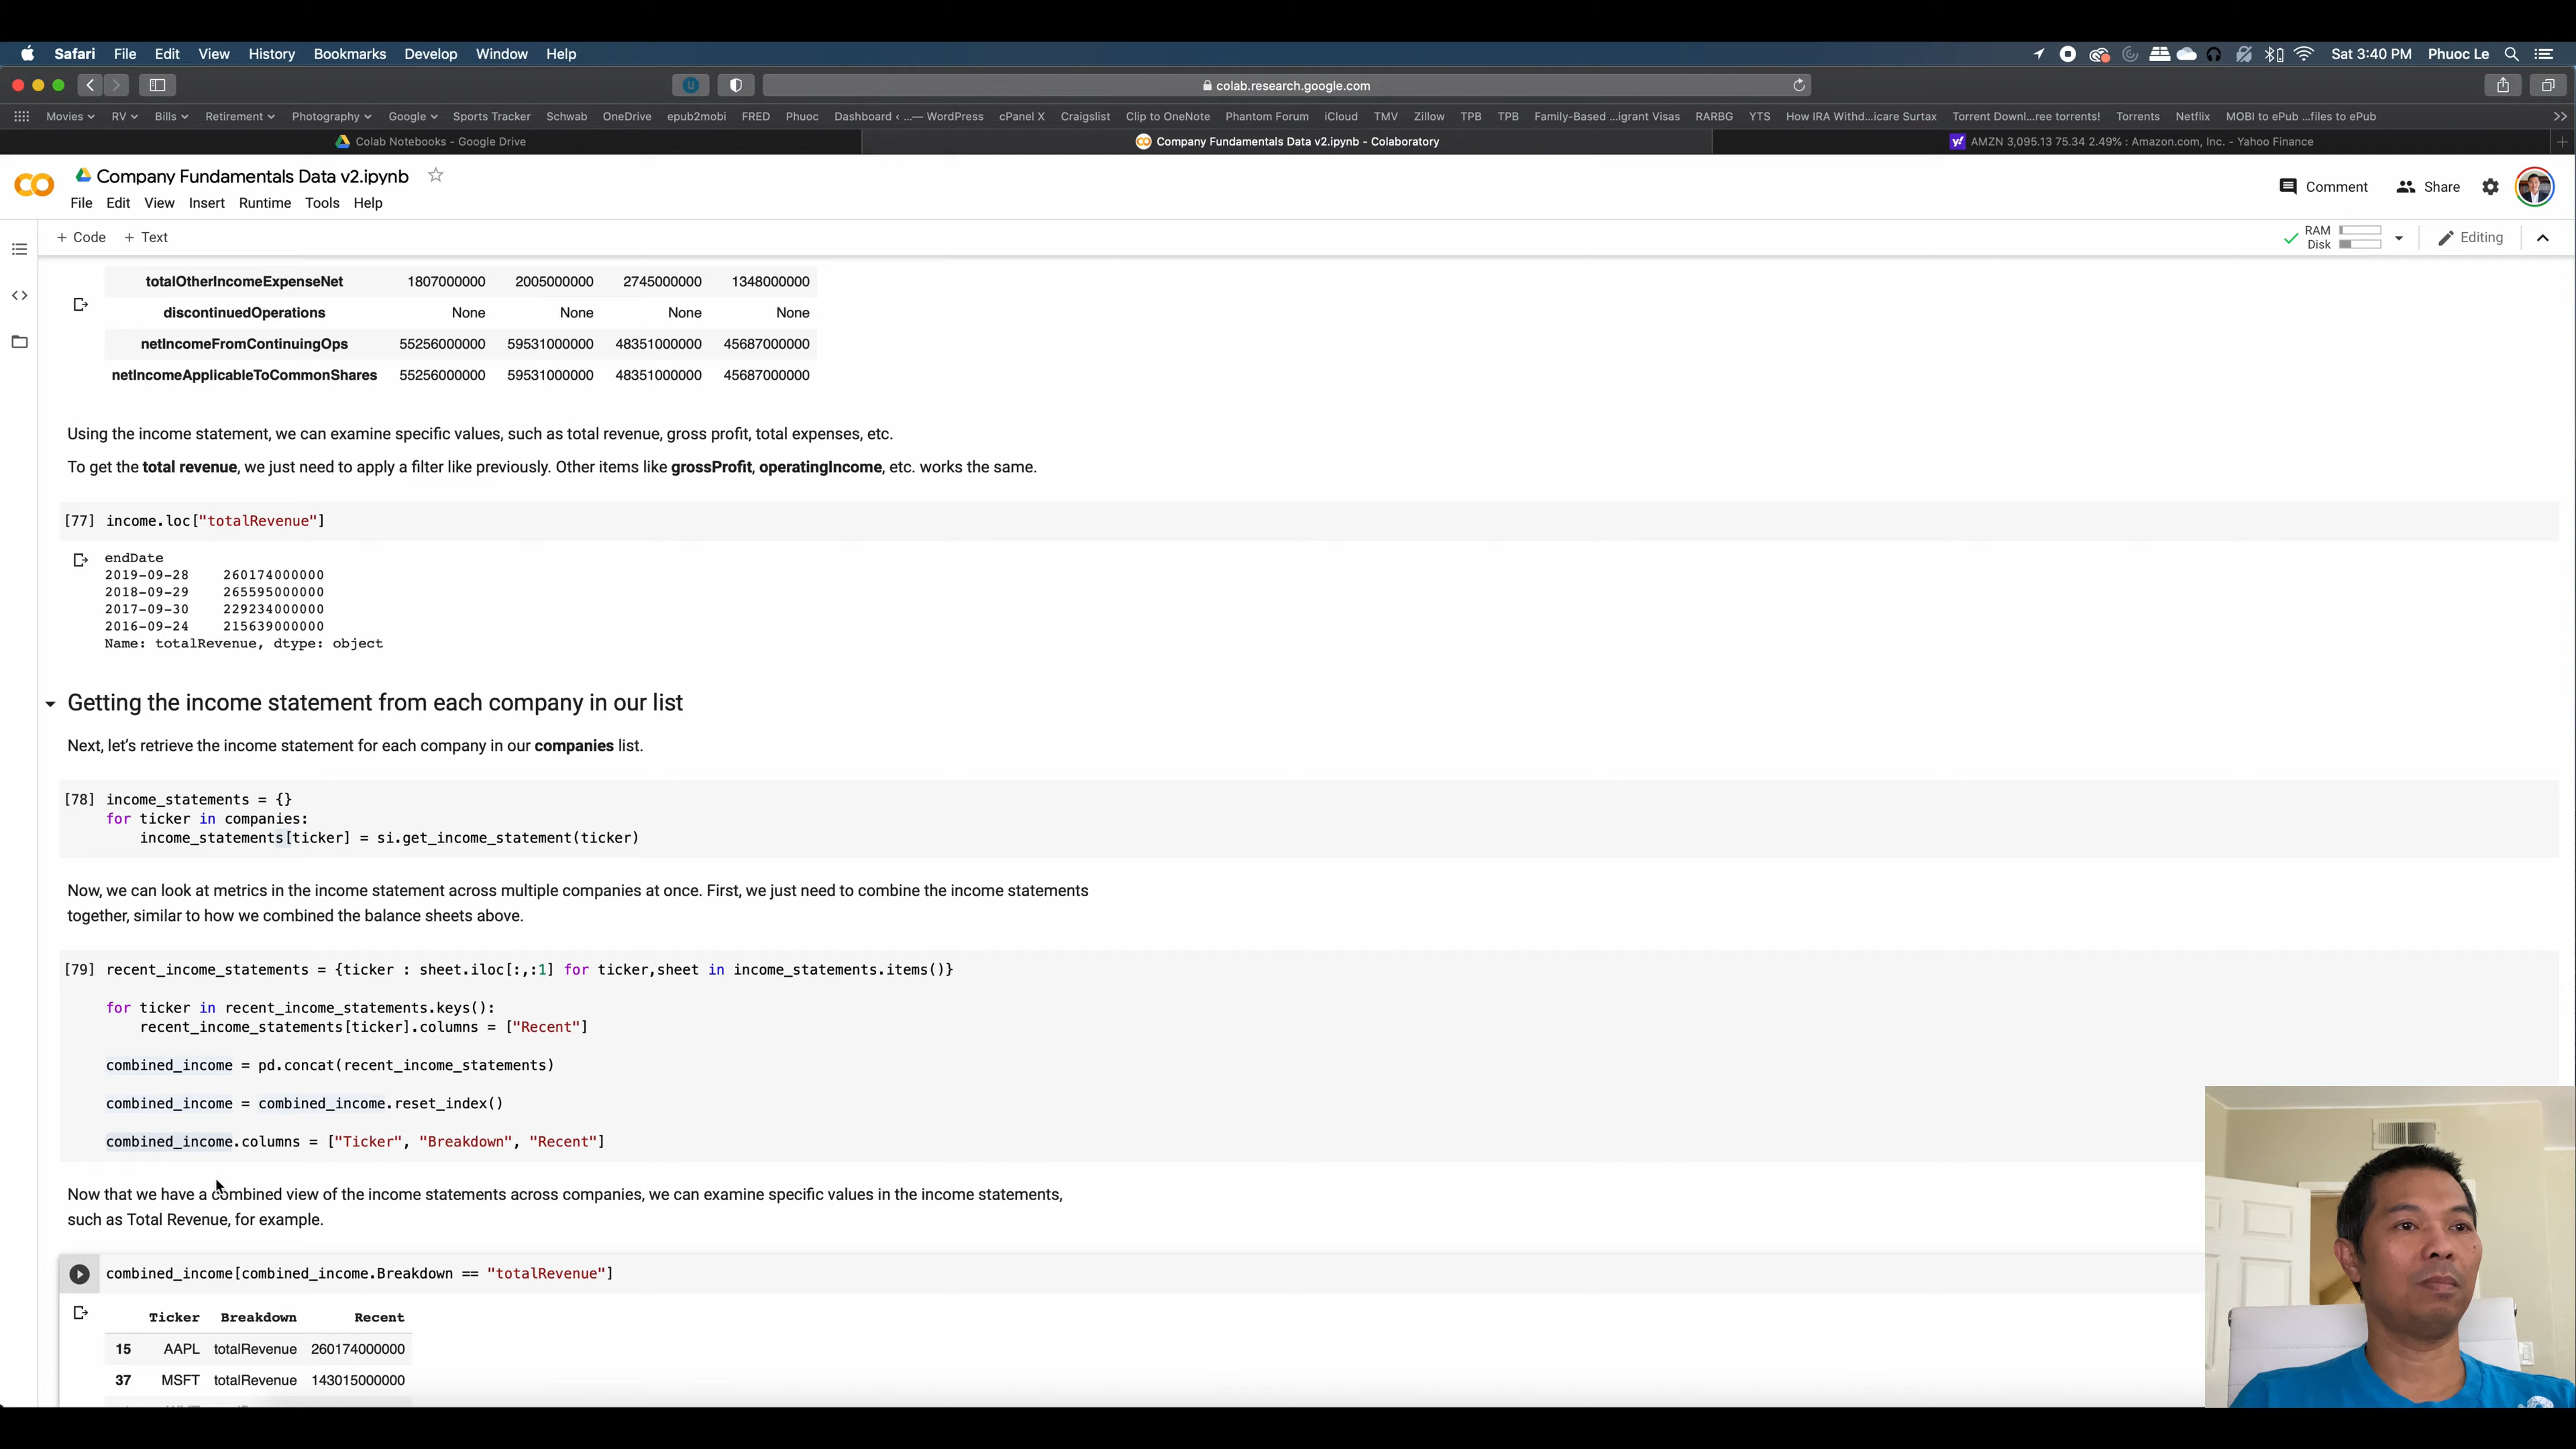 Safari File Edit View History Bookmarks Develop Window Help Sat 3:40 PM Phuoc Le
colab.research.google.com
Movies RV Bills Retirement Photography Google Sports Tracker Schwab OneDrive epub2mobi FRED Phuoc Dashboard ‹ ...— WordPress cPanel X Craigslist Clip to OneNote Phantom Forum iCloud TMV Zillow TPB TPB Family-Based ...igrant Visas RARBG YTS How IRA Withd...icare Surtax Torrent Downl...ree torrents! Torrents Netflix MOBI to ePub ...files to ePub >>
Colab Notebooks - Google Drive Company Fundamentals Data v2.ipynb - Colaboratory AMZN 3,095.13 75.34 2.49% : Amazon.com, Inc. - Yahoo Finance
Company Fundamentals Data v2.ipynb Comment Share
File Edit View Insert Runtime Tools Help
+ Code + Text RAM Disk Editing
totalOtherIncomeExpenseNet 1807000000 2005000000 2745000000 1348000000
discontinuedOperations None None None None
netIncomeFromContinuingOps 55256000000 59531000000 48351000000 45687000000
netIncomeApplicableToCommonShares 55256000000 59531000000 48351000000 45687000000
Using the income statement, we can examine specific values, such as total revenue, gross profit, total expenses, etc.
To get the total revenue, we just need to apply a filter like previously. Other items like grossProfit, operatingIncome, etc. works the same.
[77] income.loc["totalRevenue"]
endDate
2019-09-28 260174000000
2018-09-29 265595000000
2017-09-30 229234000000
2016-09-24 215639000000
Name: totalRevenue, dtype: object
Getting the income statement from each company in our list
Next, let's retrieve the income statement for each company in our companies list.
[78] income_statements = {}
for ticker in companies:
income_statements[ticker] = si.get_income_statement(ticker)
Now, we can look at metrics in the income statement across multiple companies at once. First, we just need to combine the income statements
together, similar to how we combined the balance sheets above.
[79] recent_income_statements = {ticker : sheet.iloc[:,:1] for ticker,sheet in income_statements.items()}
for ticker in recent_income_statements.keys():
recent_income_statements[ticker].columns = ["Recent"]
combined_income = pd.concat(recent_income_statements)
combined_income = combined_income.reset_index()
combined_income.columns = ["Ticker", "Breakdown", "Recent"]
Now that we have a combined view of the income statements across companies, we can examine specific values in the income statements,
such as Total Revenue, for example.
combined_income[combined_income.Breakdown == "totalRevenue"]
Ticker Breakdown Recent
15 AAPL totalRevenue 260174000000
37 MSFT totalRevenue 143015000000